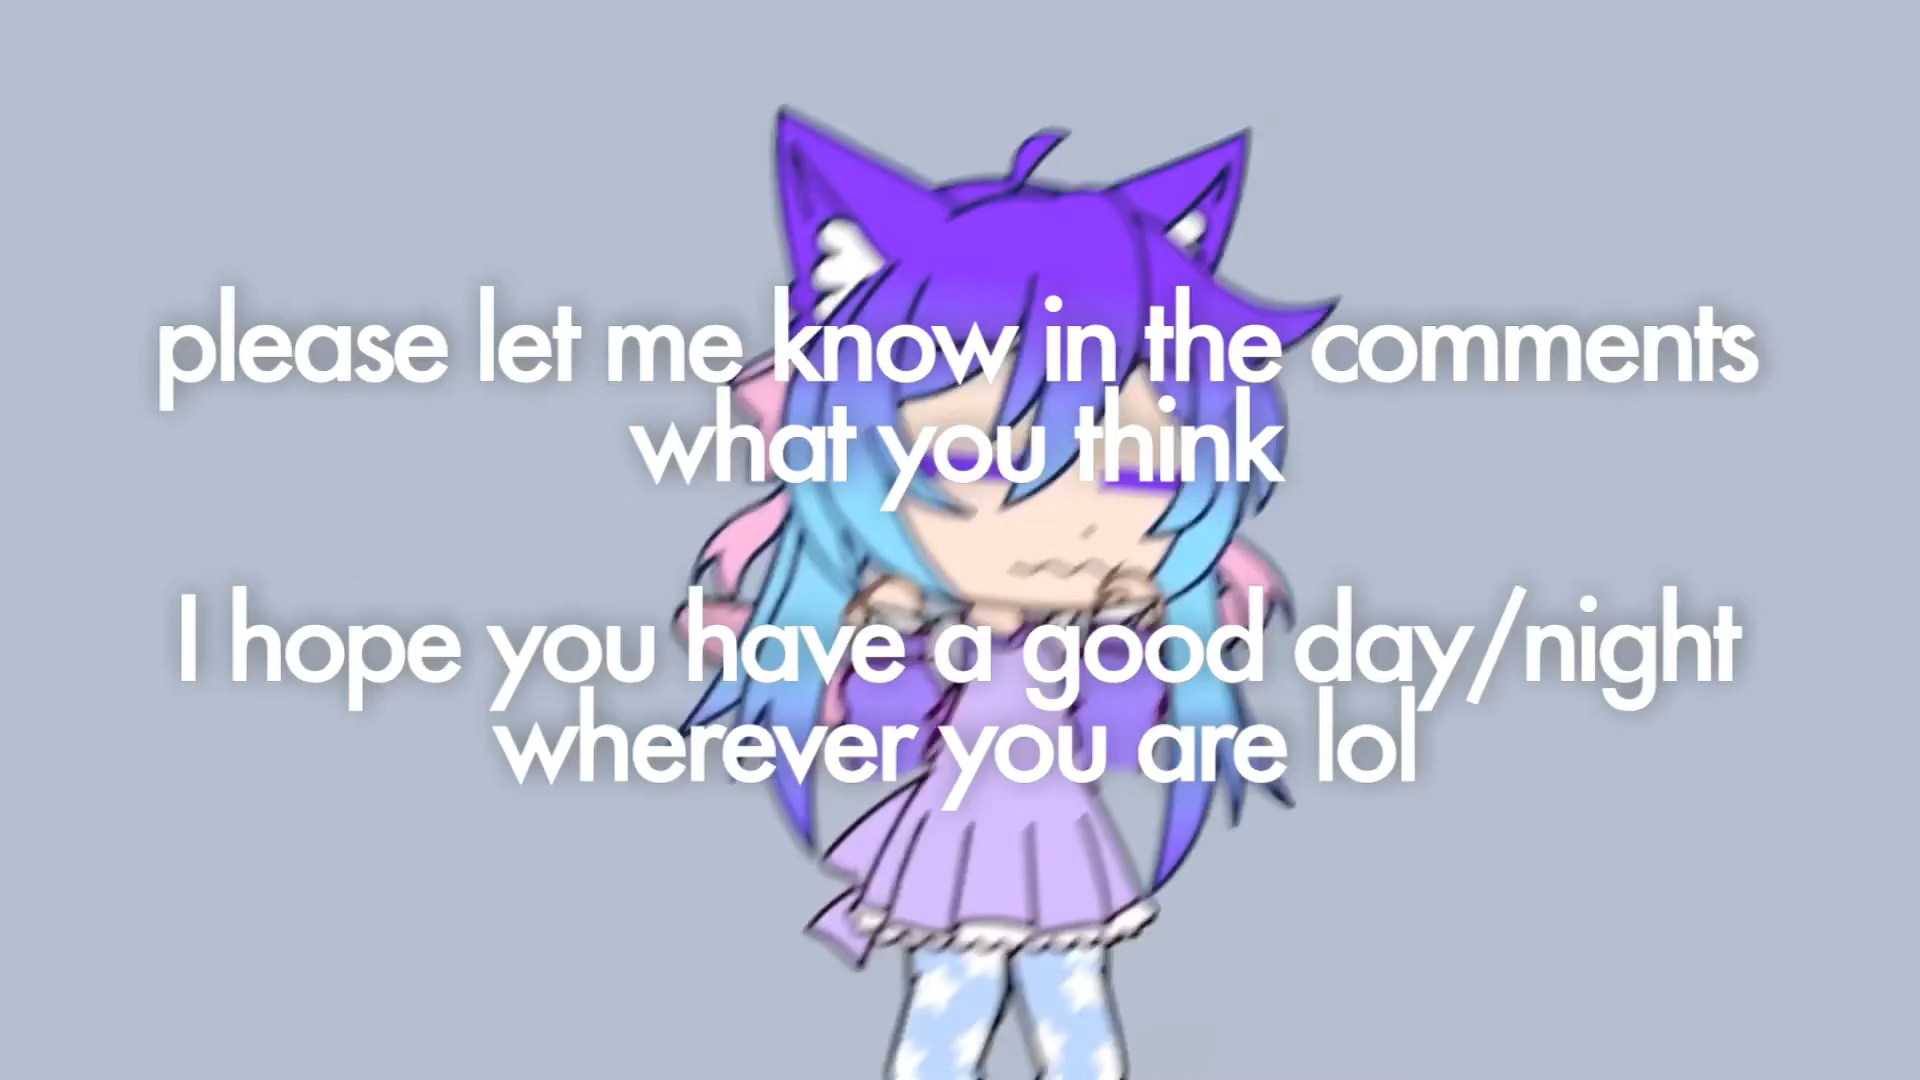 please let me know in the comments
what you think
I hope you have a good day/night
wherever you are lol